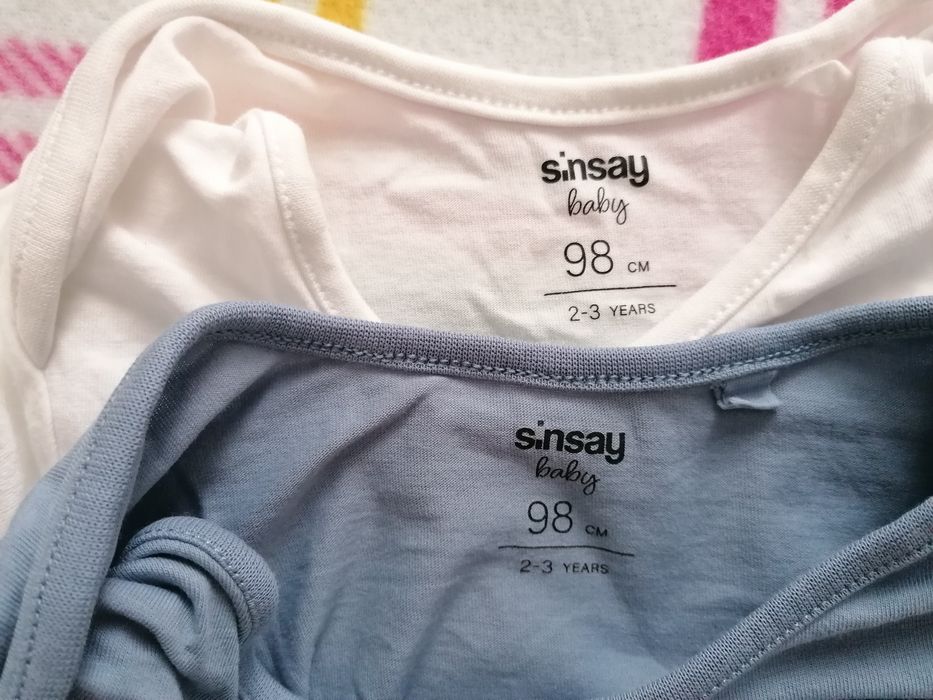 sinsay
baby
98 CM
2-3 YEARS
sinsay
baby
98 CM
2-3 YEARS